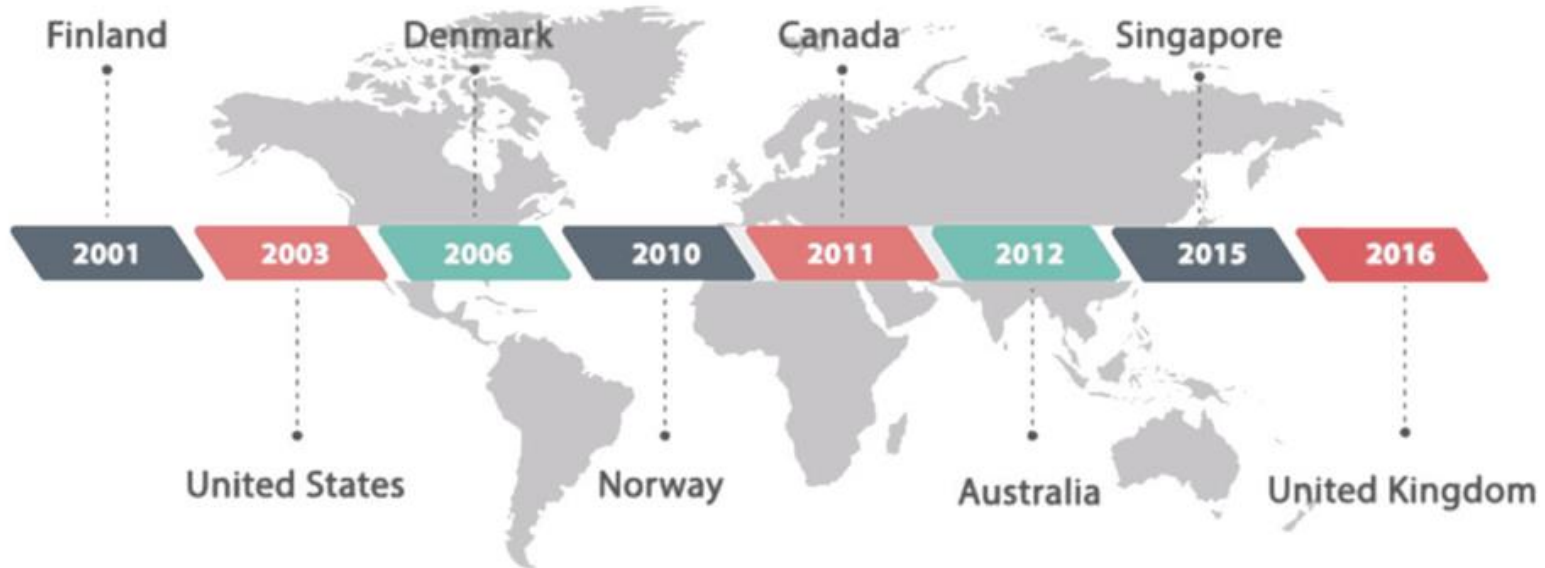 Finland
Denmark
Canada
Singapore
2001
2003
2006
2010
2011
2012
2015
2016
United States
Norway
Australia
United Kingdom